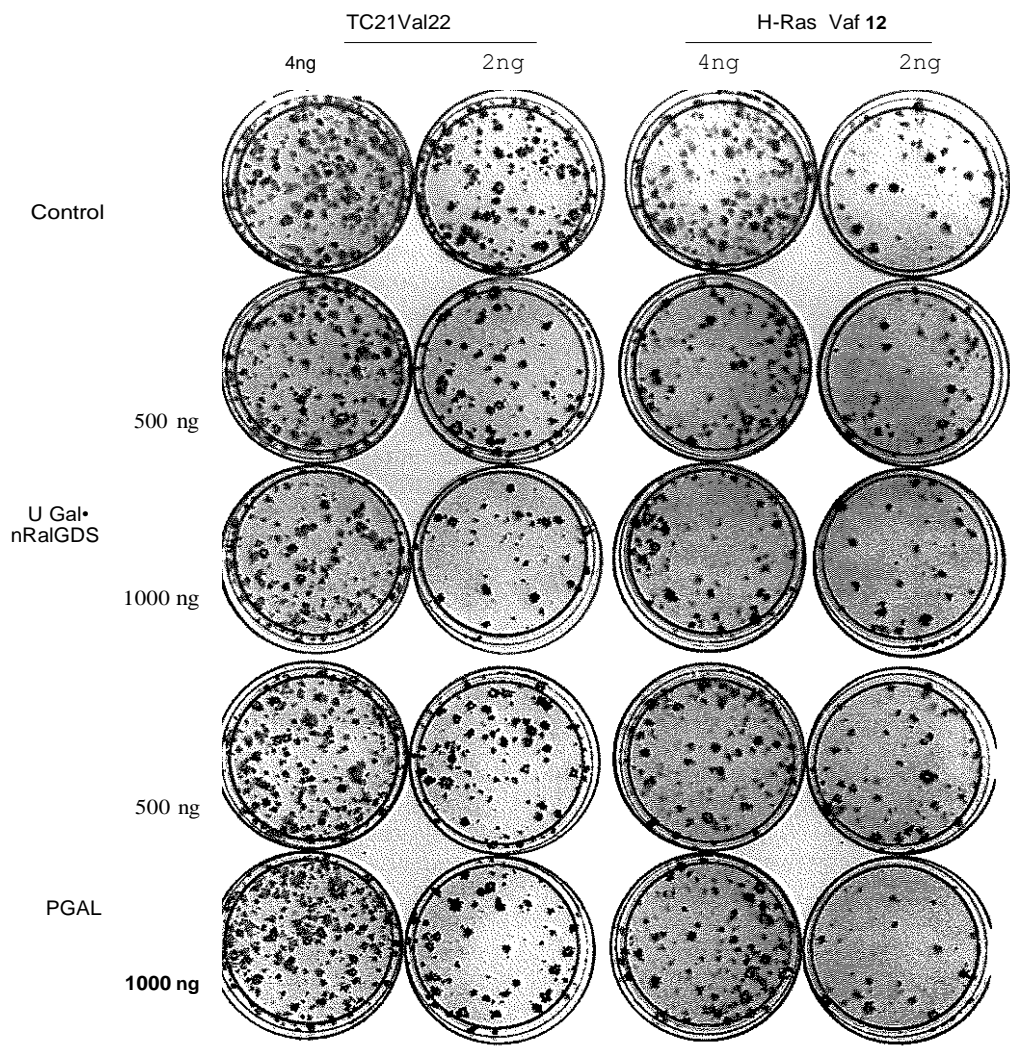 TC21Val22
H-Ras Vaf 12
4ng
2ng
4ng
2ng
Control
500 ng
U Gal•
nRalGDS
1000 ng
500 ng
PGAL
1000 ng